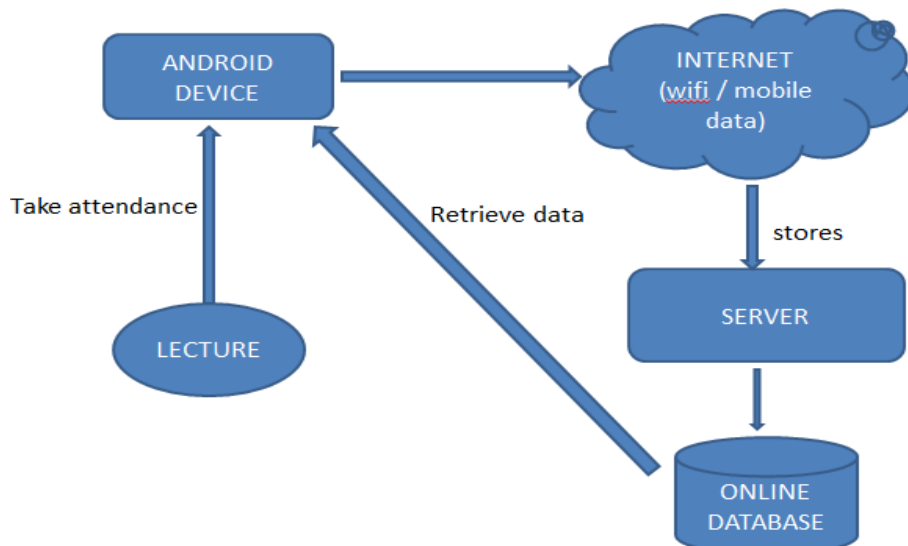 ANDROID
DEVICE
INTERNET
(wifi / mobile
data)
Take attendance
Retrieve data
stores
SERVER
LECTURE
ONLINE
DATABASE